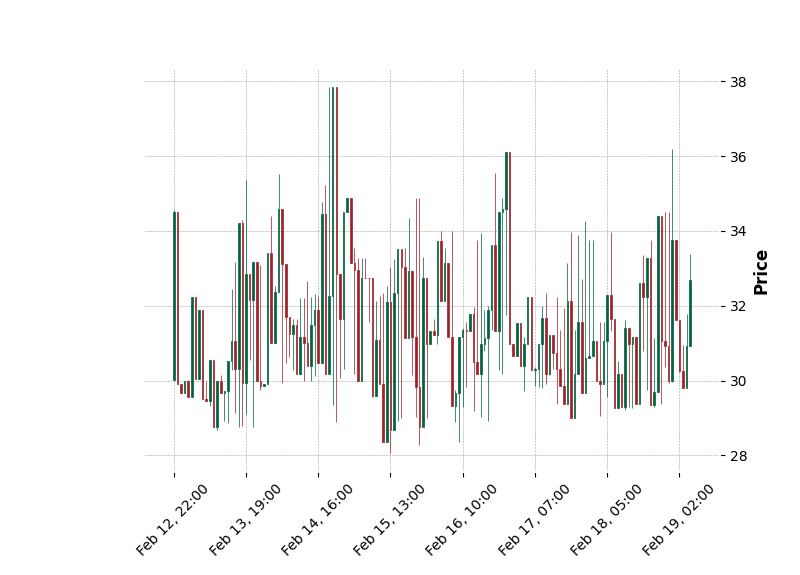 38
36
34
32
30
28
Price
Feb 12, 22:00
Feb 13, 19:00
Feb 14, 16:00
Feb 15, 13:00
Feb 16, 10:00
Feb 17, 07:00
Feb 18, 05:00
Feb 19, 02:00